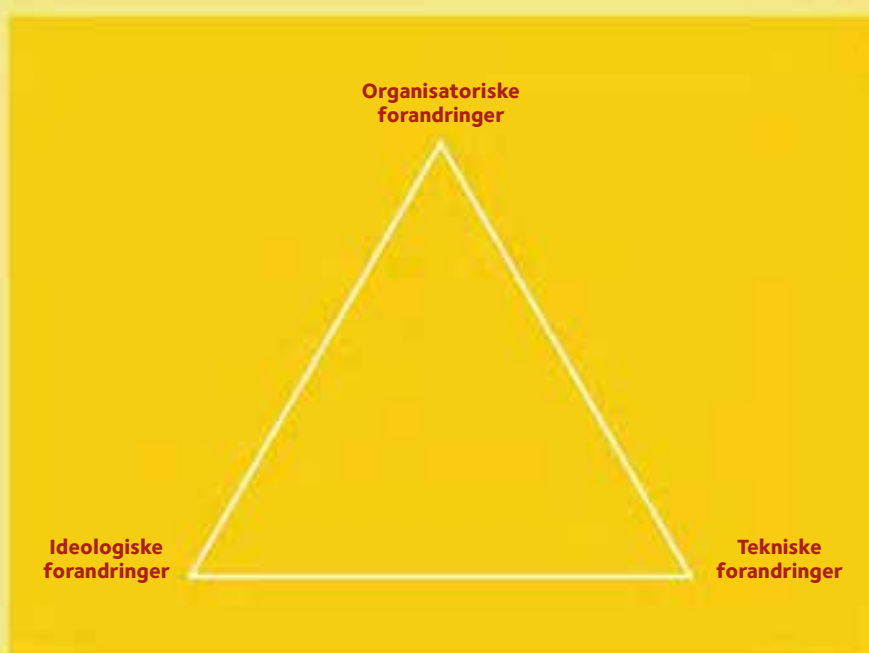 Organisatoriske
forandringer
Ideologiske
forandringer
Tekniske
forandringer